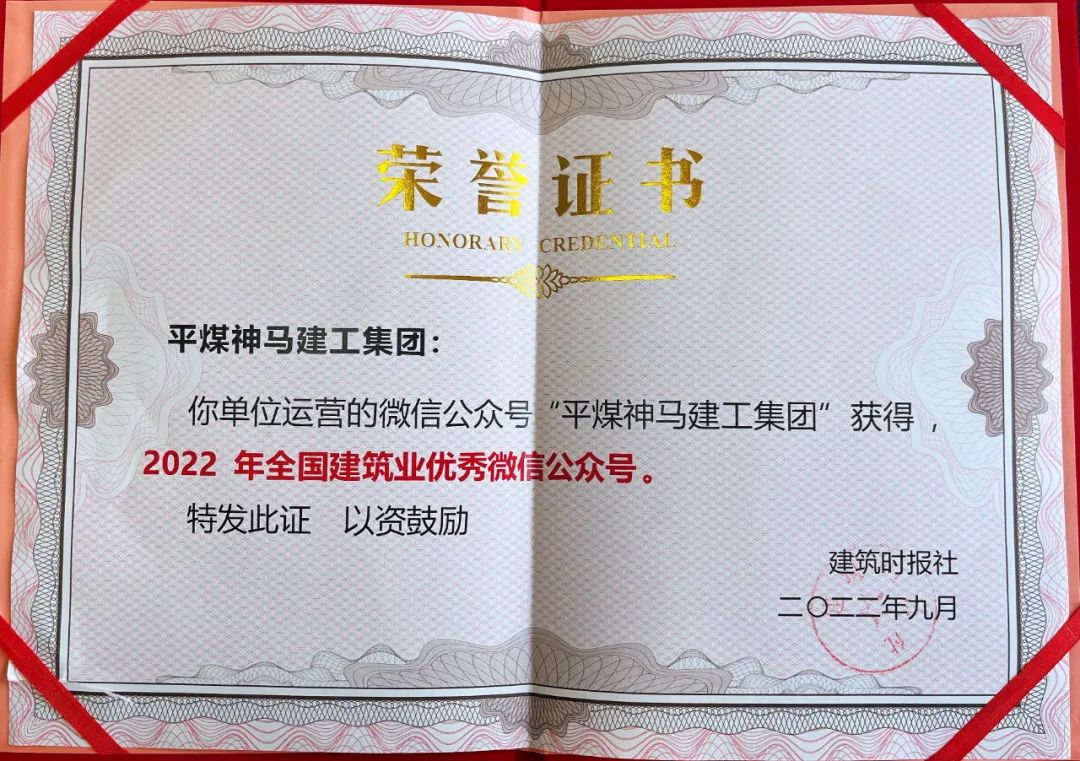 荣誉证书
HONORARY CREDENTIAL
平煤神马建工集团：
你单位运营的微信公众号“平煤神马建工集团”获得，
2022 年全国建筑业优秀微信公众号。
特发此证 以资鼓励
建筑时报社
二〇二二年九月